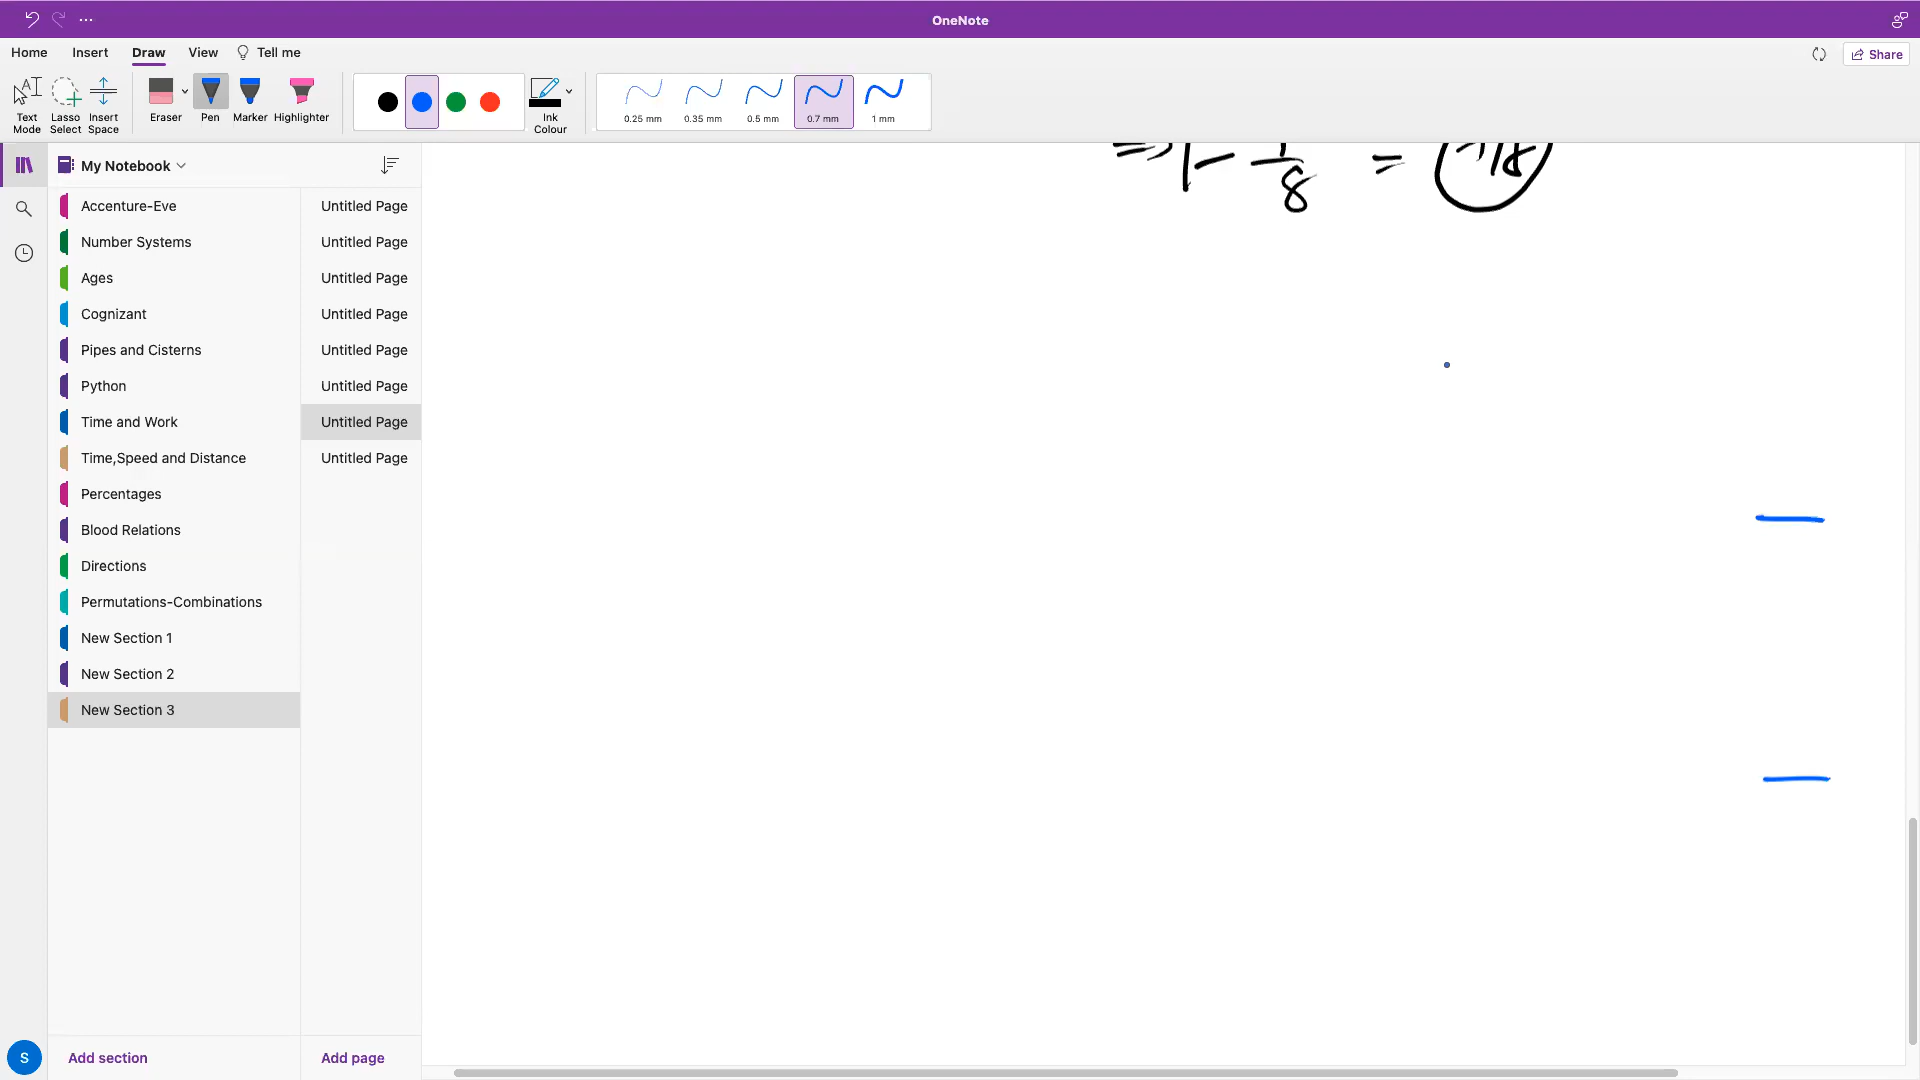 OneNote
Home Insert Draw View Tell me Share
Text Mode Lasso Select Insert Space Eraser Pen Marker Highlighter Ink Colour 0.25 mm 0.35 mm 0.5 mm 0.7 mm 1 mm
My Notebook
Accenture-Eve
Number Systems
Ages
Cognizant
Pipes and Cisterns
Python
Time and Work
Time,Speed and Distance
Percentages
Blood Relations
Directions
Permutations-Combinations
New Section 1
New Section 2
New Section 3
Untitled Page
Untitled Page
Untitled Page
Untitled Page
Untitled Page
Untitled Page
Untitled Page
Untitled Page
S
Add section
Add page